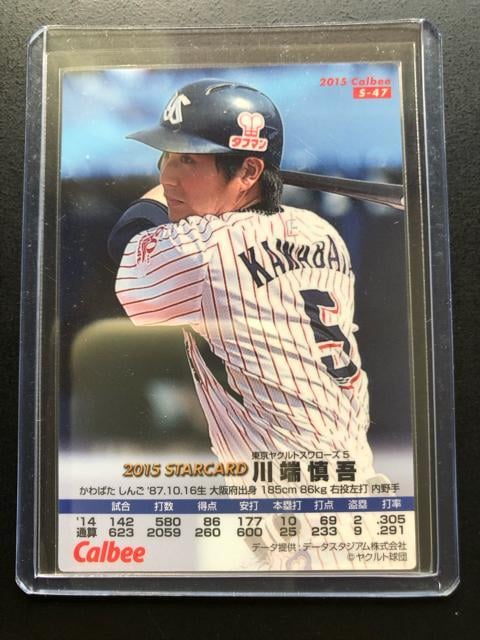 2015 Calbee
S-47
タフマン
KAWABATA
5
東京ヤクルトスワローズ 5
2015 STARCARD 川端慎吾
かわばた しんご '87.10.16生 大阪府出身 185cm 86kg 右投左打 内野手
試合 打数 得点 安打 本塁打 打点 盗塁 打率
'14 142 580 86 177 10 69 2 .305
通算 623 2059 260 600 25 233 9 .291
Calbee
データ提供:データスタジアム株式会社
©ヤクルト球団